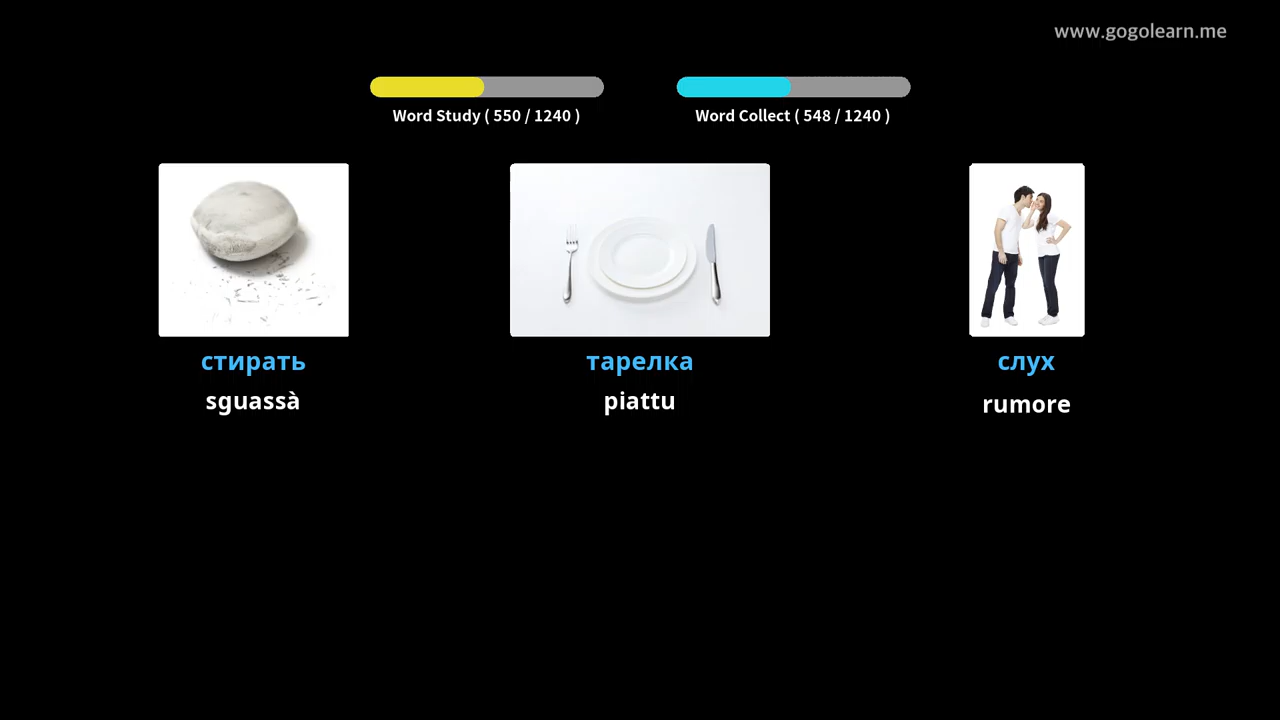 www.gogolearn.me
Word Study ( 550 / 1240 )
Word Collect ( 548 / 1240 )
стирать
тарелка
слух
sguassà
piattu
rumore